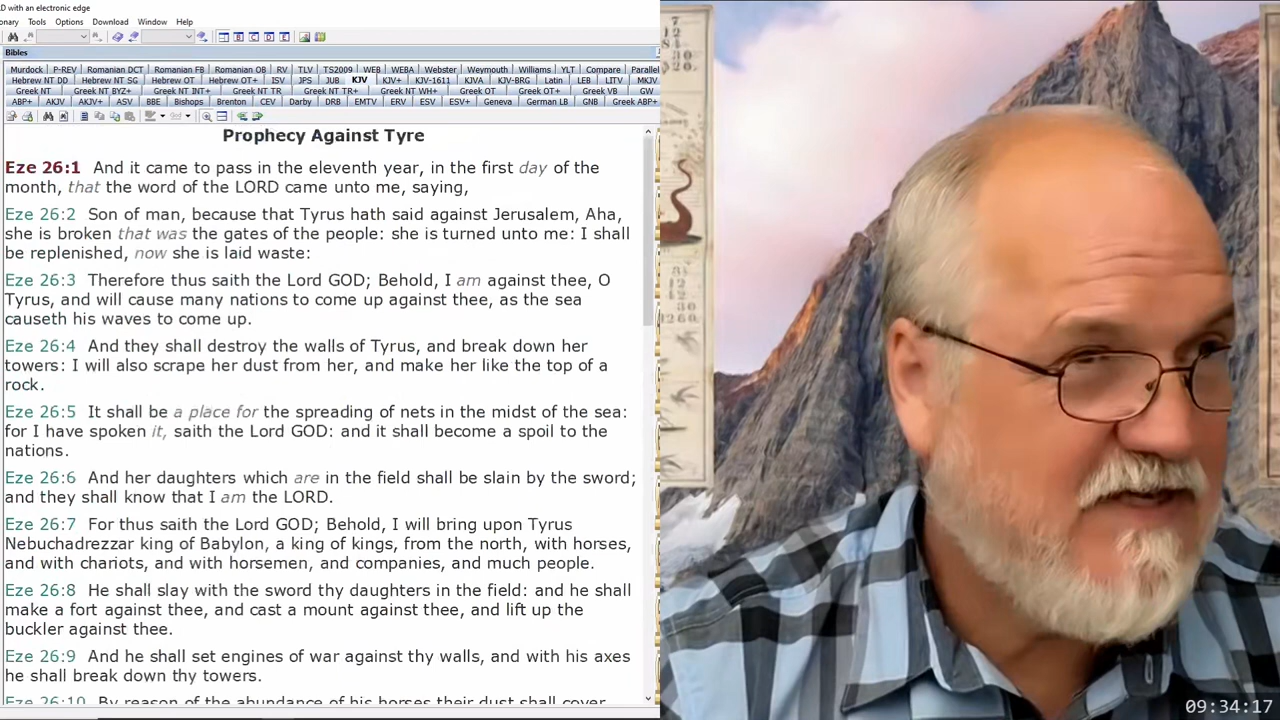 D with an electronic edge
onary Tools Options Download Window Help
B C D E
Bibles
Murdock P-REV Romanian DCT Romanian FB Romanian OB RV TLV TS2009 WEB WEBA Webster Weymouth Williams YLT Compare Parallel
Hebrew NT DD Hebrew NT SG Hebrew OT Hebrew OT+ ISV JPS JUB KJV KJV+ KJV-1611 KJVA KJV-BRG Latin LEB LITV MKJV
Greek NT Greek NT BYZ+ Greek NT INT+ Greek NT TR Greek NT TR+ Greek NT WH+ Greek OT Greek OT+ Greek VB GW
ABP+ AKJV AKJV+ ASV BBE Bishops Brenton CEV Darby DRB EMTV ERV ESV ESV+ Geneva German LB GNB Greek ABP+
Prophecy Against Tyre
Eze 26:1 And it came to pass in the eleventh year, in the first day of the
month, that the word of the LORD came unto me, saying,
Eze 26:2 Son of man, because that Tyrus hath said against Jerusalem, Aha,
she is broken that was the gates of the people: she is turned unto me: I shall
be replenished, now she is laid waste:
Eze 26:3 Therefore thus saith the Lord GOD; Behold, I am against thee, O
Tyrus, and will cause many nations to come up against thee, as the sea
causeth his waves to come up.
Eze 26:4 And they shall destroy the walls of Tyrus, and break down her
towers: I will also scrape her dust from her, and make her like the top of a
rock.
Eze 26:5 It shall be a place for the spreading of nets in the midst of the sea:
for I have spoken it, saith the Lord GOD: and it shall become a spoil to the
nations.
Eze 26:6 And her daughters which are in the field shall be slain by the sword;
and they shall know that I am the LORD.
Eze 26:7 For thus saith the Lord GOD; Behold, I will bring upon Tyrus
Nebuchadrezzar king of Babylon, a king of kings, from the north, with horses,
and with chariots, and with horsemen, and companies, and much people.
Eze 26:8 He shall slay with the sword thy daughters in the field: and he shall
make a fort against thee, and cast a mount against thee, and lift up the
buckler against thee.
Eze 26:9 And he shall set engines of war against thy walls, and with his axes
he shall break down thy towers.
Eze 26:10 By reason of the abundance of his horses their dust shall cover
09:34:17